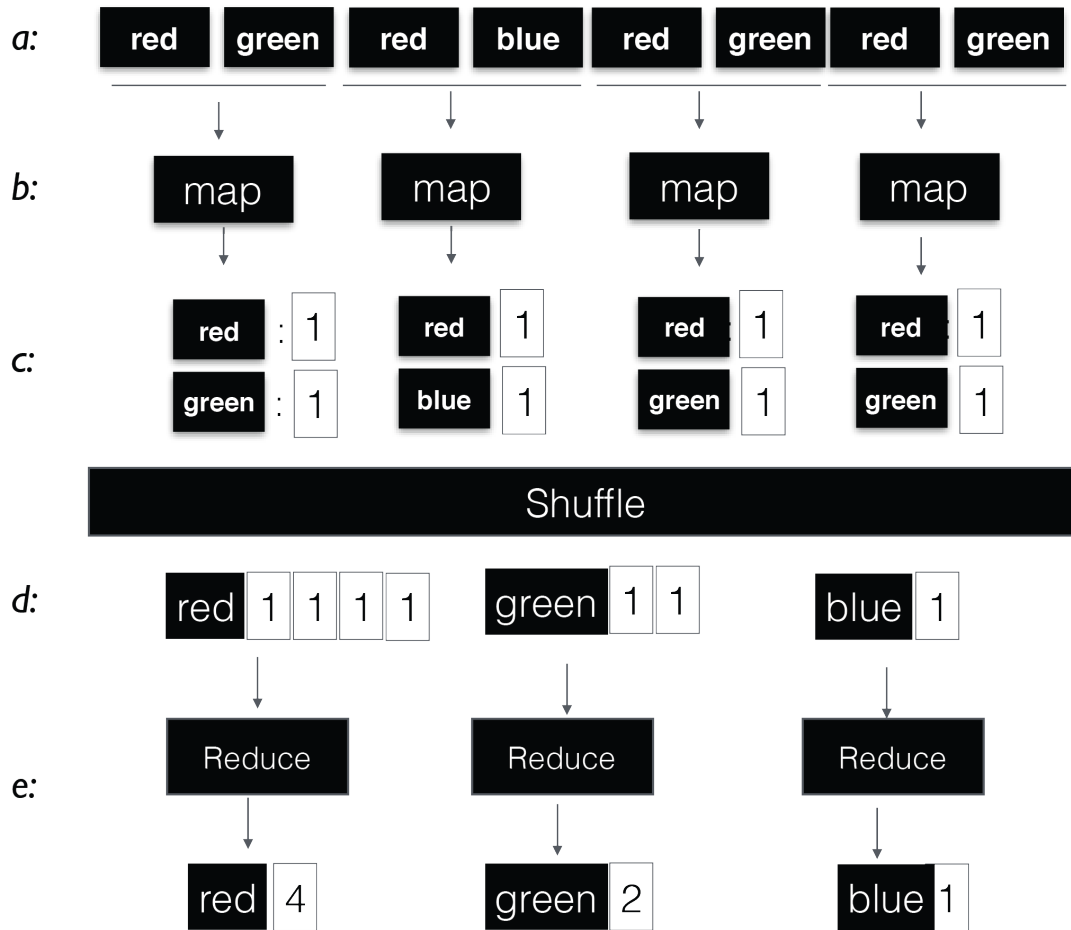 a: red green red blue red green red green
b: map map map map
red : 1 red 1 red : 1 red : 1
c:
green : 1 blue 1 green 1 green 1
Shuffle
d: red 1 1 1 1 green 1 1 blue 1
Reduce Reduce Reduce
e:
red 4 green 2 blue 1